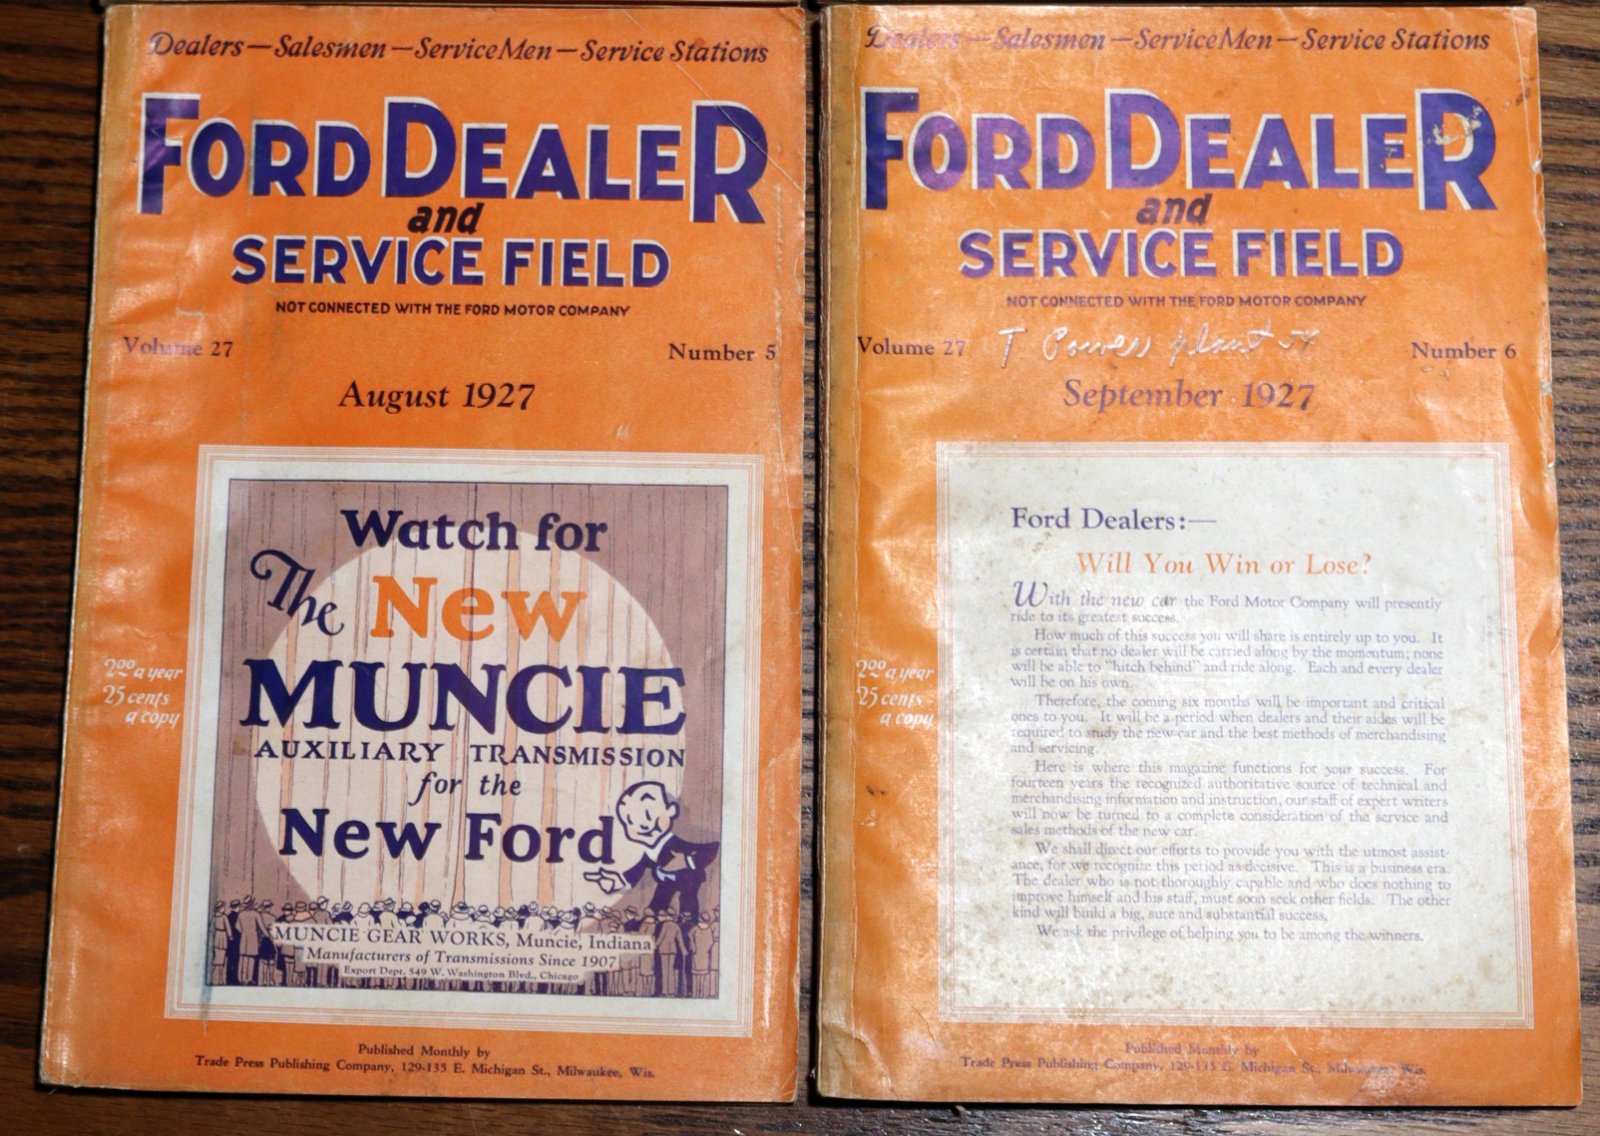 Dealers — Salesmen — Service Men — Service Stations
FORD DEALER
and
SERVICE FIELD
NOT CONNECTED WITH THE FORD MOTOR COMPANY
Volume 27
Number 5
August 1927
2.00 a year
25 cents
a copy
Watch for
The New
MUNCIE
AUXILIARY TRANSMISSION
for the
New Ford
MUNCIE GEAR WORKS, Muncie, Indiana
Manufacturers of Transmissions Since 1907
Export Dept. 549 W. Washington Blvd., Chicago
Published Monthly by
Trade Press Publishing Company, 129-135 E. Michigan St., Milwaukee, Wis.
Dealers — Salesmen — Service Men — Service Stations
FORD DEALER
and
SERVICE FIELD
NOT CONNECTED WITH THE FORD MOTOR COMPANY
Volume 27
T Power plant
Number 6
September 1927
2.00 a year
25 cents
a copy
Ford Dealers:—
Will You Win or Lose?
With the new car the Ford Motor Company will presently
ride to its greatest success.
How much of this success you will share is entirely up to you. It
is certain that no dealer will be carried along by the momentum; none
will be able to "hitch behind" and ride along. Each and every dealer
will be on his own.
Therefore, the coming six months will be important and critical
ones to you. It will be a period when dealers and their aides will be
required to study the new car and the best methods of merchandising
and servicing.
Here is where this magazine functions for your success. For
fourteen years the recognized authoritative source of technical and
merchandising information and instruction, our staff of expert writers
will now be turned to a complete consideration of the service and
sales methods of the new car.
We shall direct our efforts to provide you with the utmost assist-
ance, for we recognize this period as decisive. This is a business era.
The dealer who is not thoroughly capable and who does nothing to
improve himself and his staff, must soon seek other fields. The other
kind will build a big, sure and substantial success,
We ask the privilege of helping you to be among the winners.
Published Monthly by
Trade Press Publishing Company, 129-135 E. Michigan St., Milwaukee, Wis.